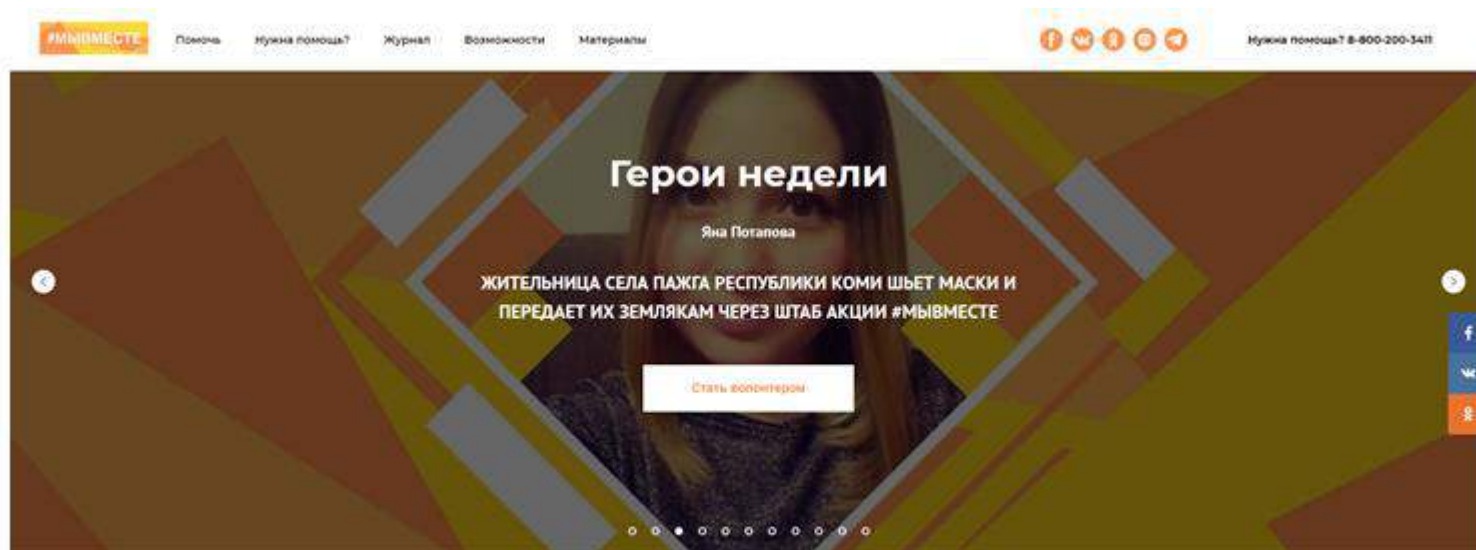 #МЫВМЕСТЕ
Помочь
Нужна помощь?
Журнал
Возможности
Материалы
Нужна помощь? 8-800-200-3411
Герои недели
Яна Потапова
ЖИТЕЛЬНИЦА СЕЛА ПАЖГА РЕСПУБЛИКИ КОМИ ШЬЕТ МАСКИ И
ПЕРЕДАЕТ ИХ ЗЕМЛЯКАМ ЧЕРЕЗ ШТАБ АКЦИИ #МЫВМЕСТЕ
Стать волонтером